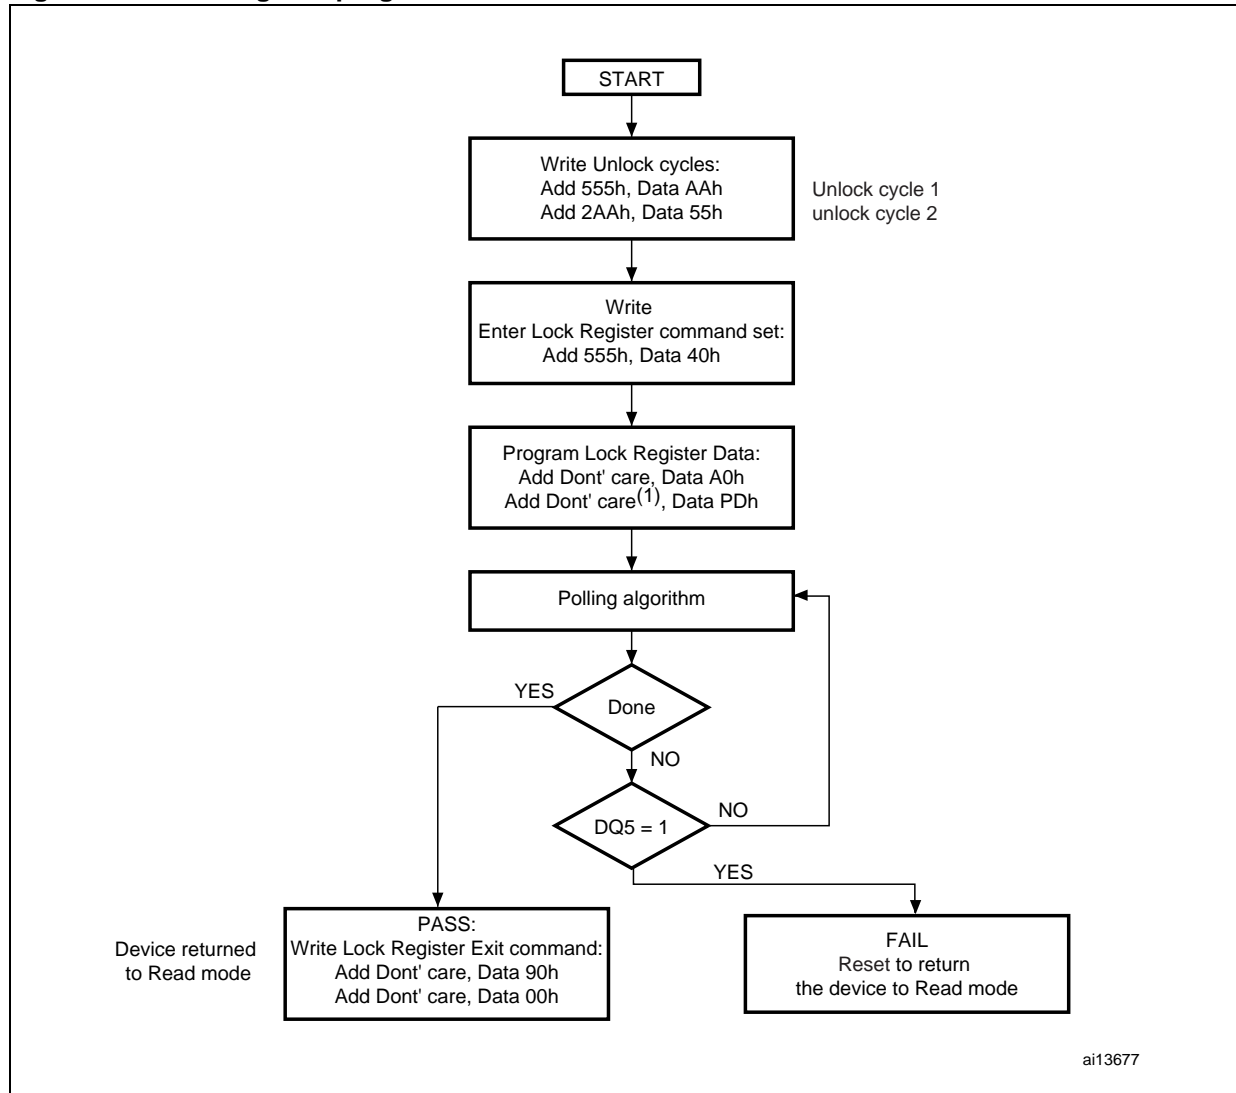 START
Write Unlock cycles:
Add 555h, Data AAh
Add 2AAh, Data 55h
Unlock cycle 1
unlock cycle 2
Write
Enter Lock Register command set:
Add 555h, Data 40h
Program Lock Register Data:
Add Dont' care, Data A0h
Add Dont' care(1), Data PDh
Polling algorithm
YES
Done
NO
NO
DQ5 = 1
YES
PASS:
Write Lock Register Exit command:
Add Dont' care, Data 90h
Add Dont' care, Data 00h
Device returned
to Read mode
FAIL
Reset to return
the device to Read mode
ai13677